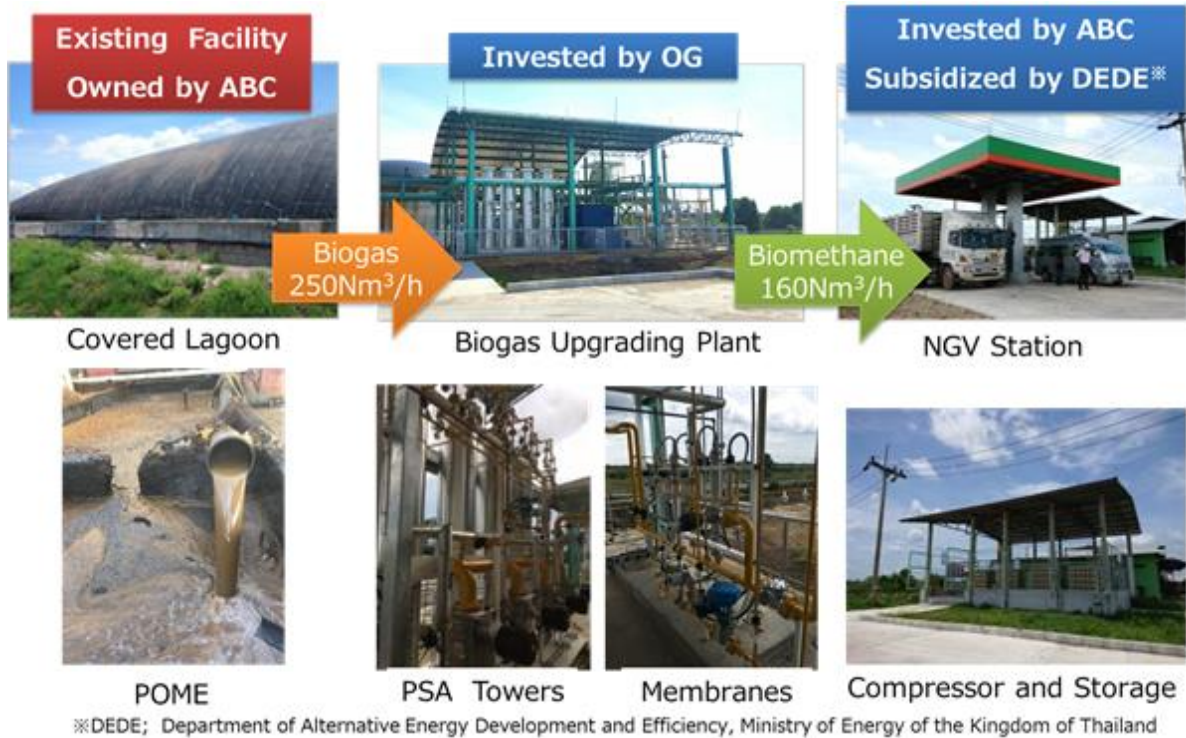 Existing Facility
Owned by ABC
Invested by OG
Invested by ABC
Subsidized by DEDE※
Biogas
250Nm³/h
Biomethane
160Nm³/h
Covered Lagoon
Biogas Upgrading Plant
NGV Station
POME
PSA Towers
Membranes
Compressor and Storage
※DEDE; Department of Alternative Energy Development and Efficiency, Ministry of Energy of the Kingdom of Thailand